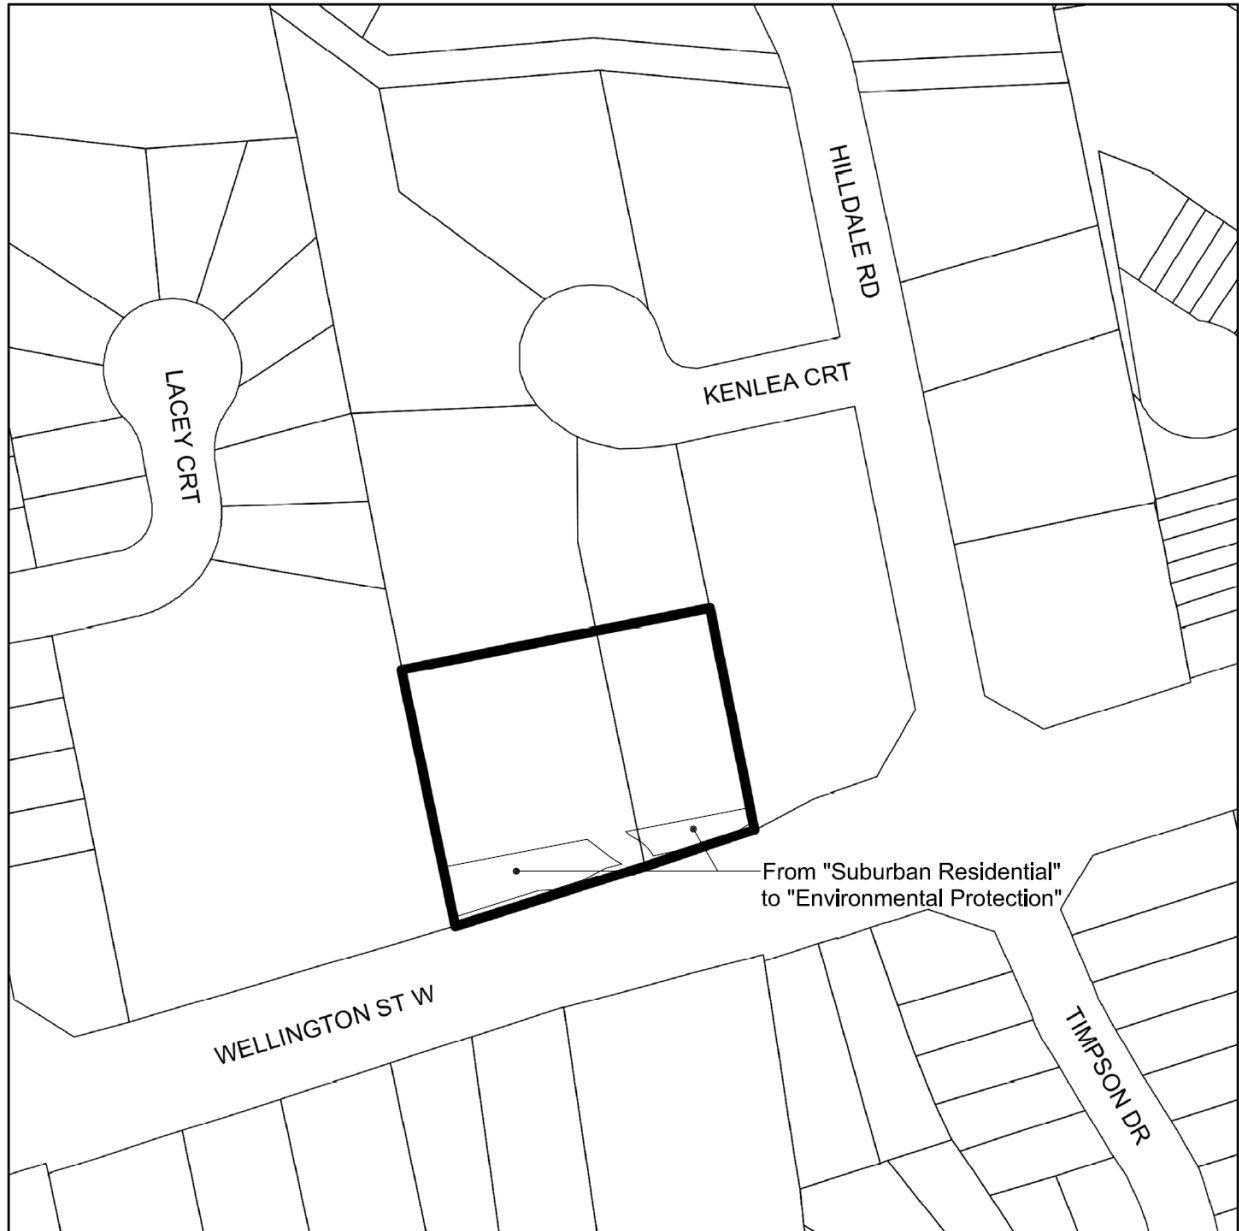 HILLDALE RD
KENLEA CRT
LACEY CRT
From "Suburban Residential"
to "Environmental Protection"
WELLINGTON ST W
TIMPSON DR